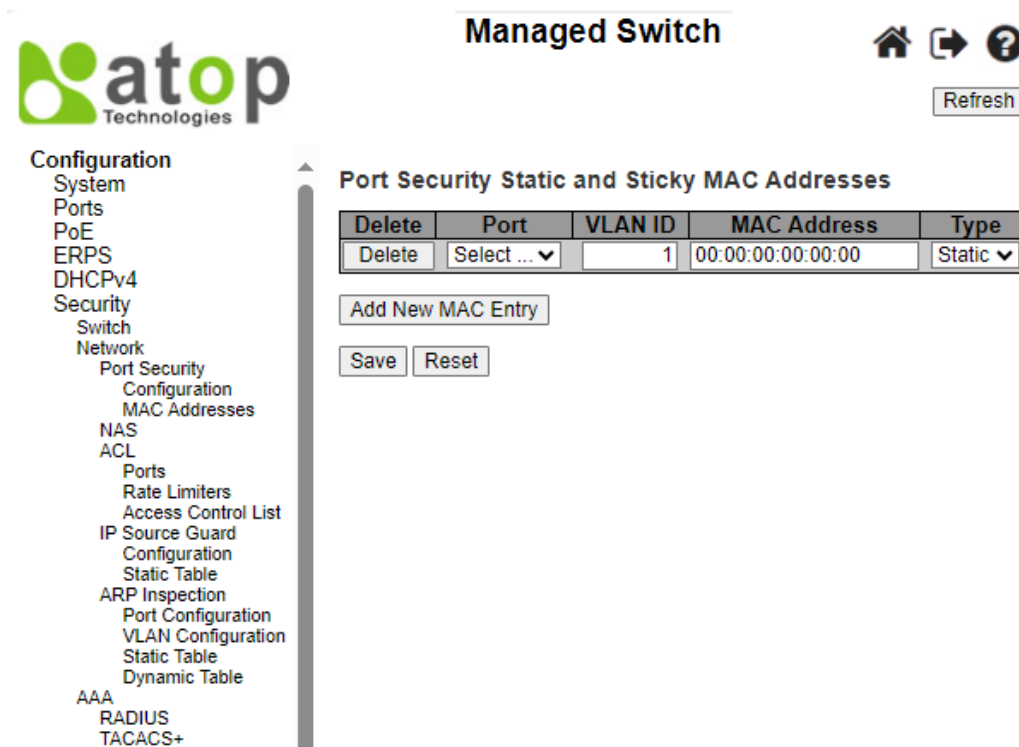 Managed Switch
atop
Technologies
Refresh
Configuration
System
Ports
PoE
ERPS
DHCPv4
Security
Switch
Network
Port Security
Configuration
MAC Addresses
NAS
ACL
Ports
Rate Limiters
Access Control List
IP Source Guard
Configuration
Static Table
ARP Inspection
Port Configuration
VLAN Configuration
Static Table
Dynamic Table
AAA
RADIUS
TACACS+
Port Security Static and Sticky MAC Addresses
Delete Port VLAN ID MAC Address Type
Delete Select ... 1 00:00:00:00:00:00 Static
Add New MAC Entry
Save Reset